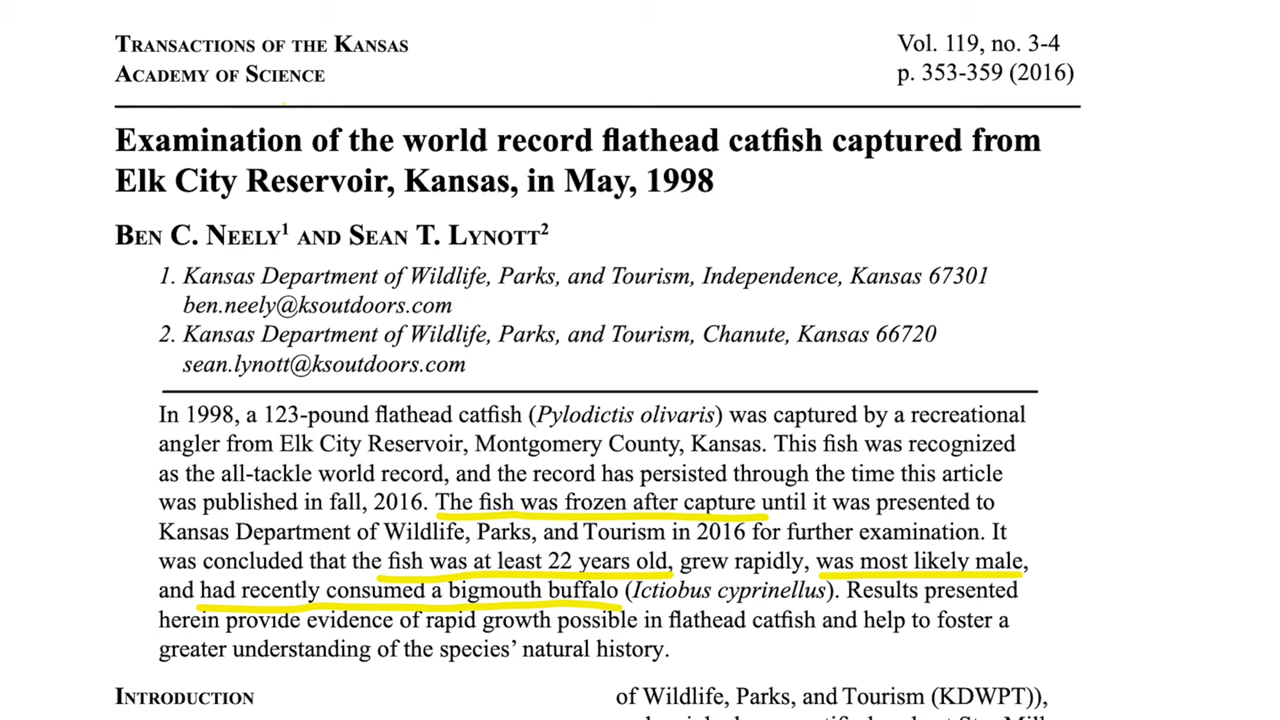 TRANSACTIONS OF THE KANSAS
ACADEMY OF SCIENCE
Vol. 119, no. 3-4
p. 353-359 (2016)
Examination of the world record flathead catfish captured from
Elk City Reservoir, Kansas, in May, 1998
BEN C. NEELY1 AND SEAN T. LYNOTT2
1. Kansas Department of Wildlife, Parks, and Tourism, Independence, Kansas 67301
ben.neely@ksoutdoors.com
2. Kansas Department of Wildlife, Parks, and Tourism, Chanute, Kansas 66720
sean.lynott@ksoutdoors.com
In 1998, a 123-pound flathead catfish (Pylodictis olivaris) was captured by a recreational
angler from Elk City Reservoir, Montgomery County, Kansas. This fish was recognized
as the all-tackle world record, and the record has persisted through the time this article
was published in fall, 2016. The fish was frozen after capture until it was presented to
Kansas Department of Wildlife, Parks, and Tourism in 2016 for further examination. It
was concluded that the fish was at least 22 years old, grew rapidly, was most likely male,
and had recently consumed a bigmouth buffalo (Ictiobus cyprinellus). Results presented
herein provide evidence of rapid growth possible in flathead catfish and help to foster a
greater understanding of the species' natural history.
INTRODUCTION
of Wildlife, Parks, and Tourism (KDWPT)),